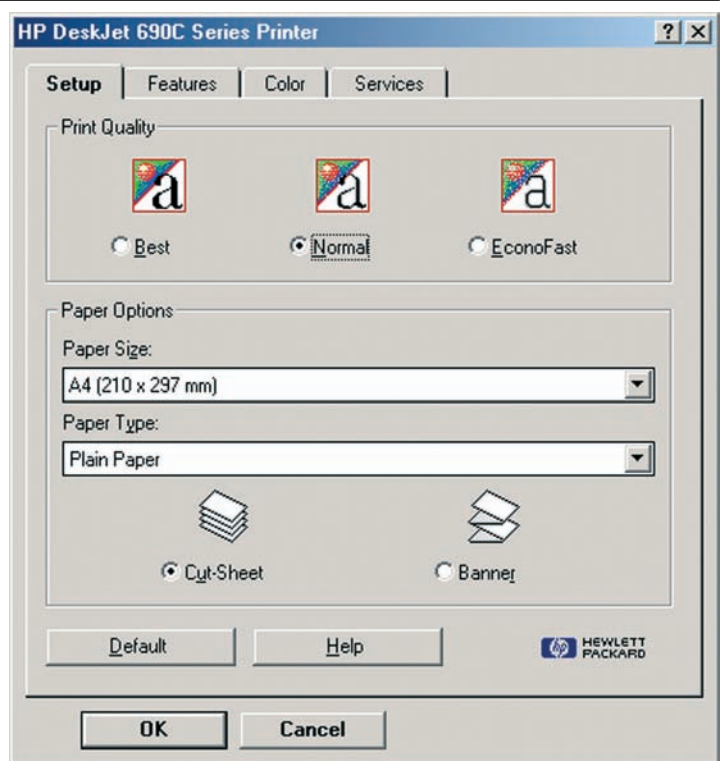 HP DeskJet 690C Series Printer
Setup Features Color Services
Print Quality
a a a
Best Normal EconoFast
Paper Options
Paper Size:
A4 (210 x 297 mm)
Paper Type:
Plain Paper
Cut-Sheet Banner
Default Help hp HEWLETT
PACKARD
OK Cancel